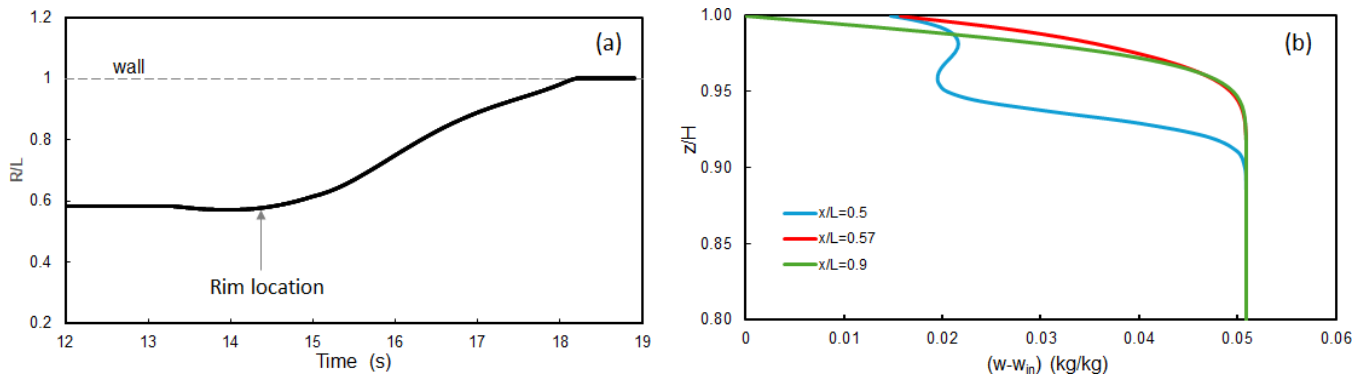 1.2
1
0.8
0.6
0.4
0.2
R/L
wall
(a)
Rim location
12 13 14 15 16 17 18 19
Time (s)
1.00
0.95
0.90
0.85
0.80
z/H
(b)
x/L=0.5
x/L=0.57
x/L=0.9
0 0.01 0.02 0.03 0.04 0.05 0.06
(w-win) (kg/kg)